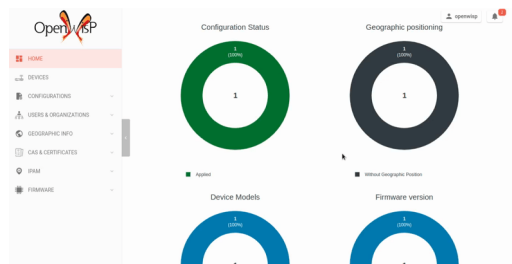 OpenWISP
openwisp
HOME
DEVICES
CONFIGURATIONS
USERS & ORGANIZATIONS
GEOGRAPHIC INFO
CAS & CERTIFICATES
IPAM
FIRMWARE
Configuration Status
1
(100%)
1
Applied
Geographic positioning
1
(100%)
1
Without Geographic Position
Device Models
1
(100%)
Firmware version
1
(100%)